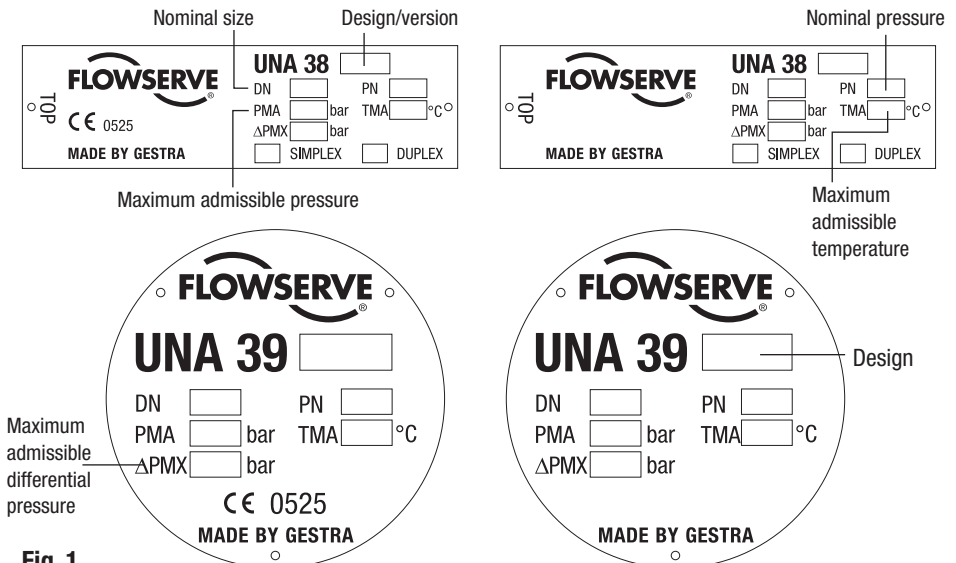 Nominal size
Design/version
FLOWSERVE®
UNA 38
DN
PN
PMA bar TMA °C
ΔPMX bar
TOP
CE 0525
MADE BY GESTRA
SIMPLEX DUPLEX
Maximum admissible pressure
Nominal pressure
FLOWSERVE®
UNA 38
DN
PN
PMA bar TMA °C
ΔPMX bar
TOP
MADE BY GESTRA
SIMPLEX DUPLEX
Maximum
admissible
temperature
FLOWSERVE®
UNA 39
DN PN
PMA bar TMA °C
ΔPMX bar
CE 0525
MADE BY GESTRA
Maximum
admissible
differential
pressure
FLOWSERVE®
UNA 39
Design
DN PN
PMA bar TMA °C
ΔPMX bar
MADE BY GESTRA
Fig. 1